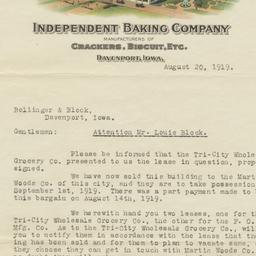 INDEPENDENT BAKING COMPANY
MANUFACTURERS OF
CRACKERS, BISCUIT, ETC.
DAVENPORT, IOWA,
August 20, 1919.
Bollinger & Block,
Davenport, Iowa.
Gentlemen: Attention Mr. Louis Block.
Please be informed that the Tri-City Whole
Grocery Co. presented to us the lease in question, prop
signed.
We have now sold this building to the Mart
Woods Co. of this city, and they are to take possession
September 1st, 1919. There was a part payment made to
this bargain on August 14th, 1919.
We herewith hand you two leases, one for t
Tri-City Wholesale Grocery Co., the other for the F. O.
Mfg. Co. As to the Tri-City Wholesale Grocery Co., wi
you to notify them in accordance with the lease that th
ing has been sold and for them to plan to vacate same,
they choose they can get in touch with Martin Woods Co.